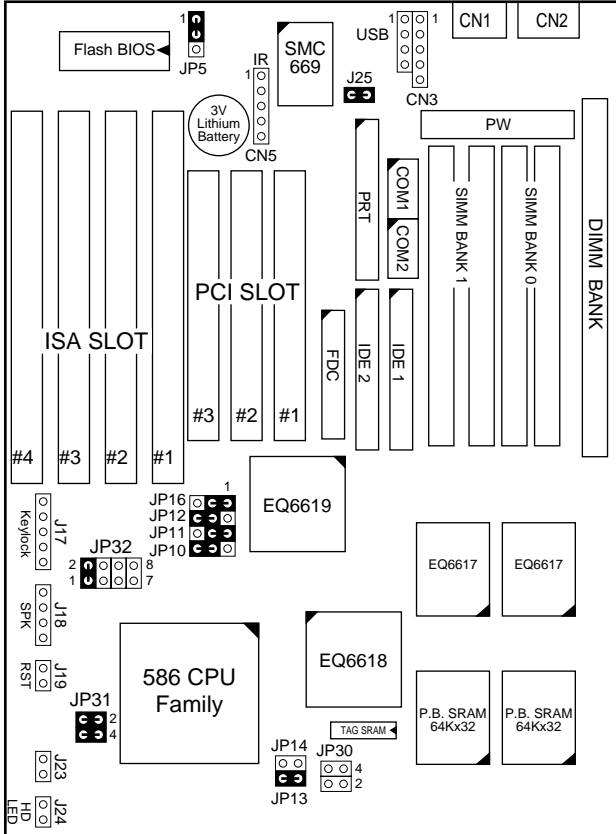 1
Flash BIOS
JP5
SMC
669
IR
1
CN5
3V
Lithium
Battery
J25
USB
1
1
CN3
CN1
CN2
PW
PRT
COM1
COM2
SIMM BANK 1
SIMM BANK 0
DIMM BANK
ISA SLOT
#4
#3
#2
#1
PCI SLOT
#3
#2
#1
FDC
IDE 2
IDE 1
1
JP16
JP12
JP11
JP10
EQ6619
J17
Keylock
JP32
2
8
1
7
EQ6617
EQ6617
J18
SPK
J19
RST
586 CPU
Family
EQ6618
JP31
2
4
P.B. SRAM
64Kx32
P.B. SRAM
64Kx32
TAG SRAM
JP14
JP13
JP30
4
2
J23
J24
HD
LED